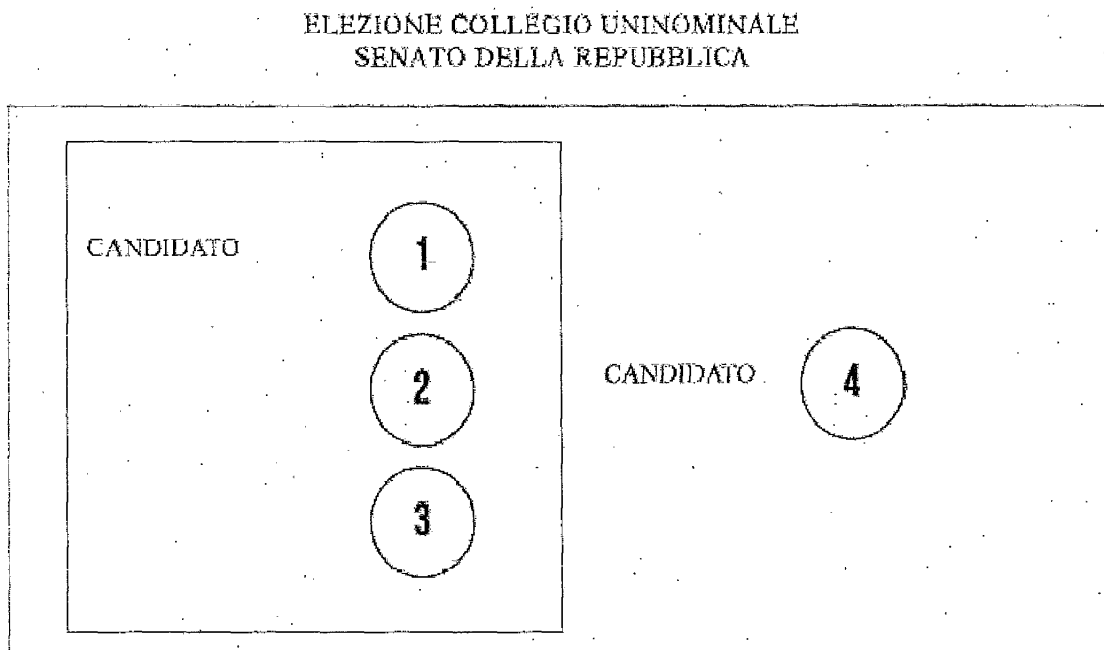 ELEZIONE COLLEGIO UNINOMINALE
SENATO DELLA REPUBBLICA
CANDIDATO 1
2
3
CANDIDATO 4